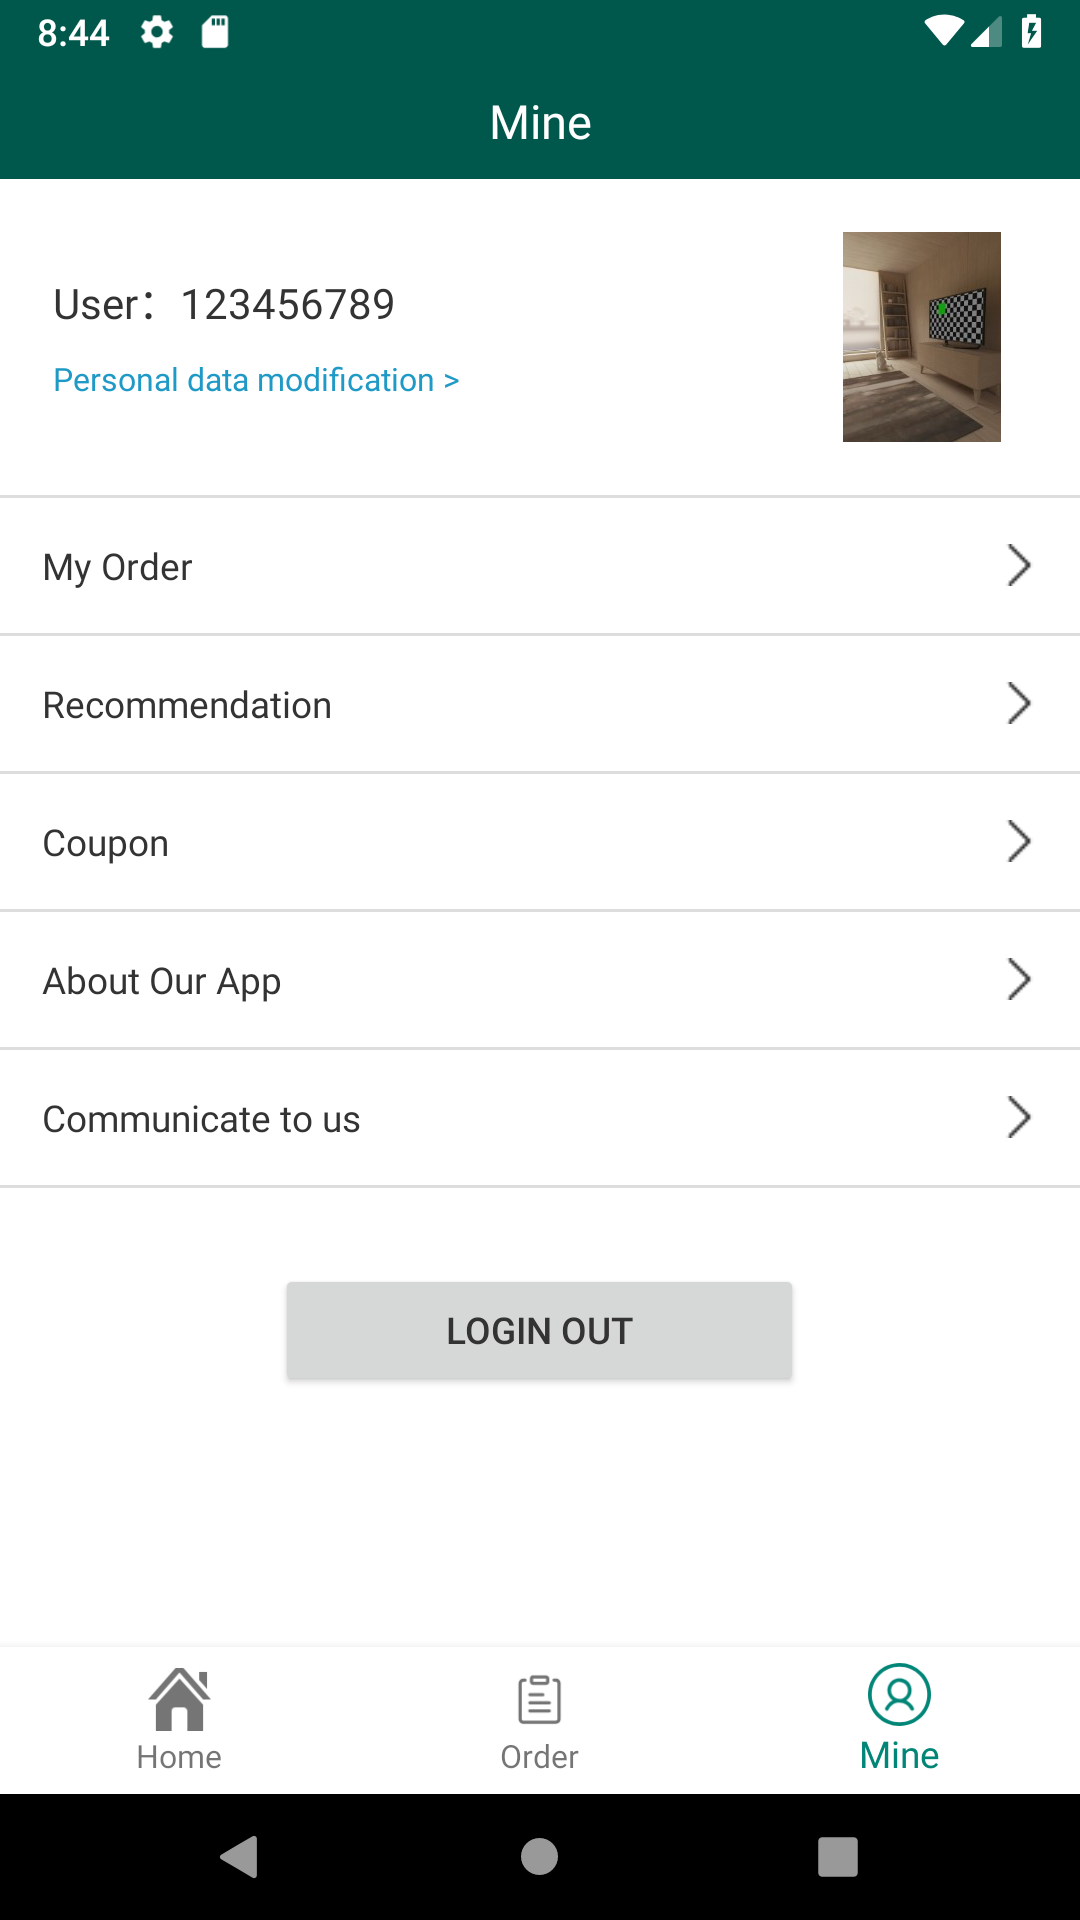 8:44
Mine
User：123456789
Personal data modification >
My Order
Recommendation
Coupon
About Our App
Communicate to us
LOGIN OUT
Home
Order
Mine